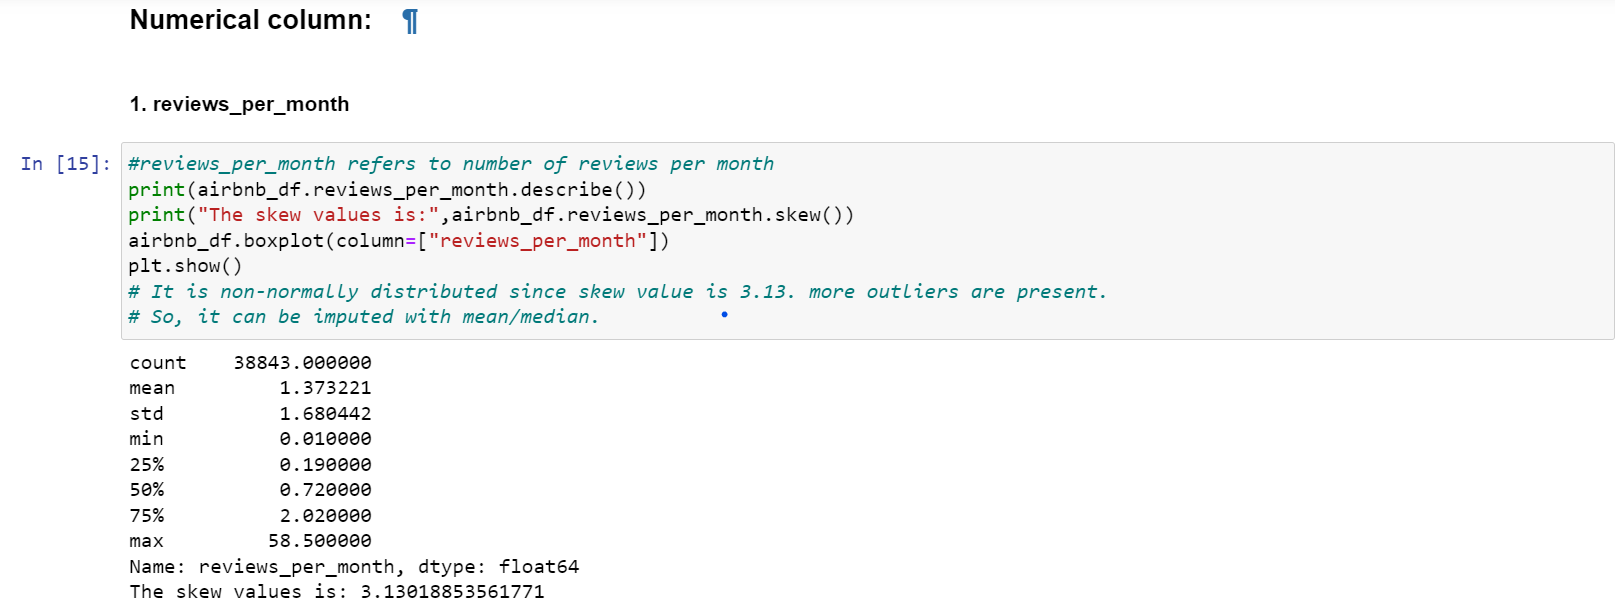 Numerical column: ¶
1. reviews_per_month
In [15]: #reviews_per_month refers to number of reviews per month
print(airbnb_df.reviews_per_month.describe())
print("The skew values is:",airbnb_df.reviews_per_month.skew())
airbnb_df.boxplot(column=["reviews_per_month"])
plt.show()
# It is non-normally distributed since skew value is 3.13. more outliers are present.
# So, it can be imputed with mean/median.
count    38843.000000
mean         1.373221
std          1.680442
min          0.010000
25%          0.190000
50%          0.720000
75%          2.020000
max         58.500000
Name: reviews_per_month, dtype: float64
The skew values is: 3.13018853561771